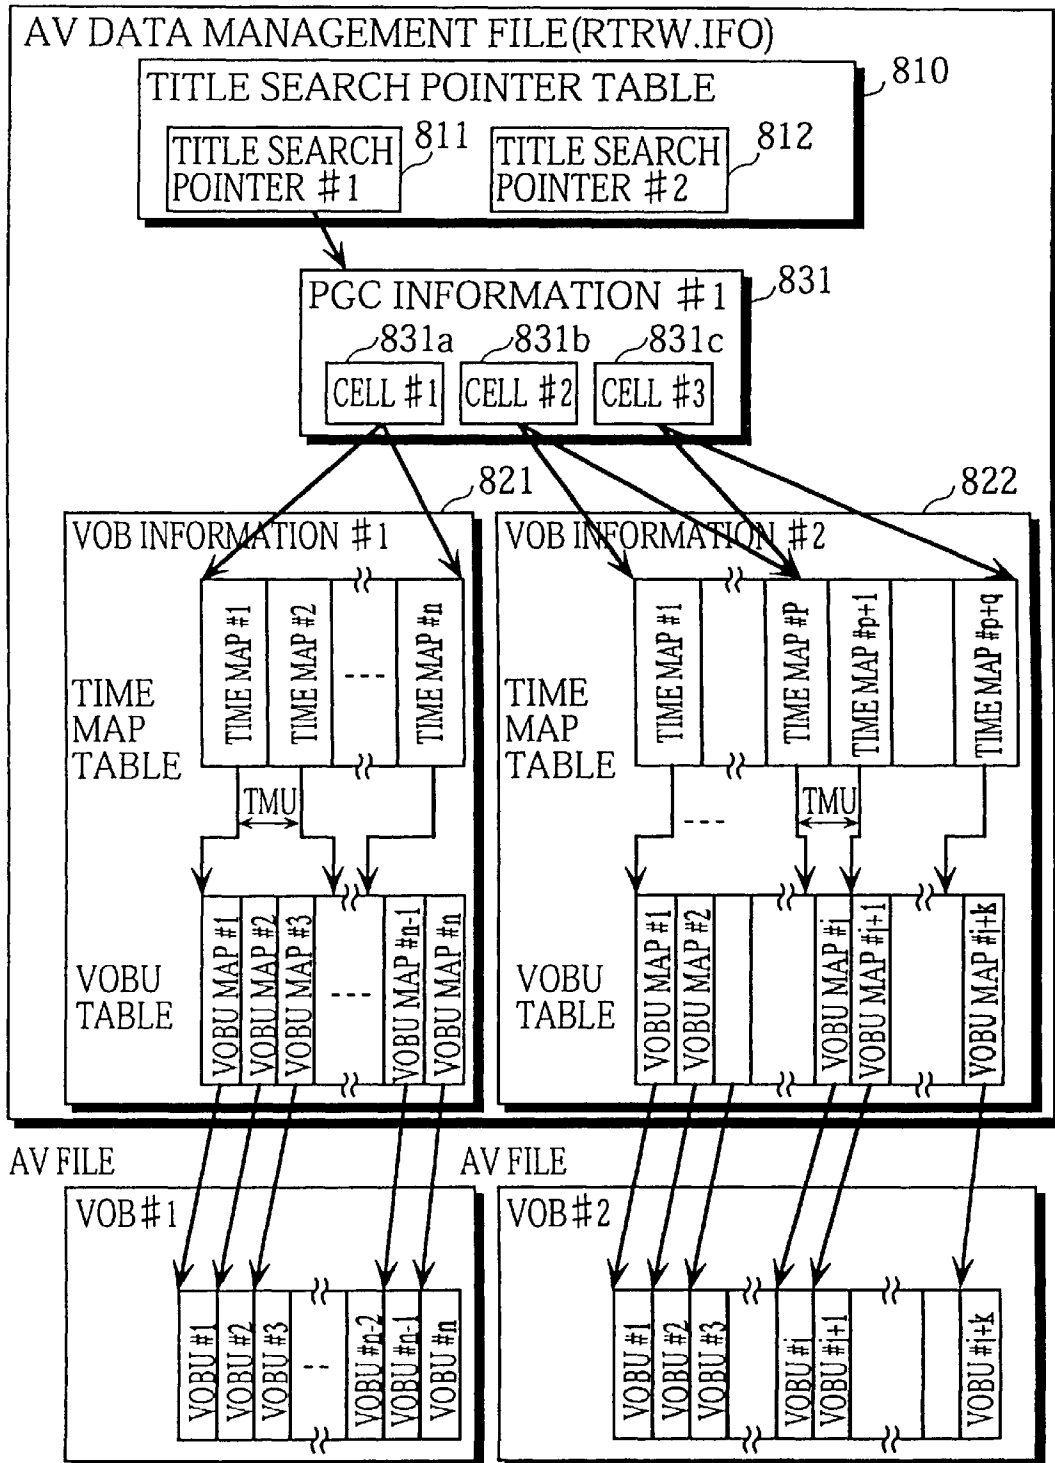 AV DATA MANAGEMENT FILE(RTRW.IFO)
TITLE SEARCH POINTER TABLE
810
TITLE SEARCH
POINTER #1
811
TITLE SEARCH
POINTER #2
812
PGC INFORMATION #1
831
831a
831b
831c
CELL #1
CELL #2
CELL #3
821
VOB INFORMATION #1
TIME
MAP
TABLE
TIME MAP #1
TIME MAP #2
---
TIME MAP #n
TMU
VOBU
TABLE
VOBU MAP #1
VOBU MAP #2
VOBU MAP #3
---
VOBU MAP #n-1
VOBU MAP #n
822
VOB INFORMATION #2
TIME
MAP
TABLE
TIME MAP #1
TIME MAP #P
TIME MAP #p+1
TIME MAP #p+q
---
TMU
VOBU
TABLE
VOBU MAP #1
VOBU MAP #2
VOBU MAP #i
VOBU MAP #i+1
VOBU MAP #i+k
AV FILE
VOB #1
VOBU #1
VOBU #2
VOBU #3
--
VOBU #n-2
VOBU #n-1
VOBU #n
AV FILE
VOB #2
VOBU #1
VOBU #2
VOBU #3
VOBU #i
VOBU #i+1
VOBU #i+k